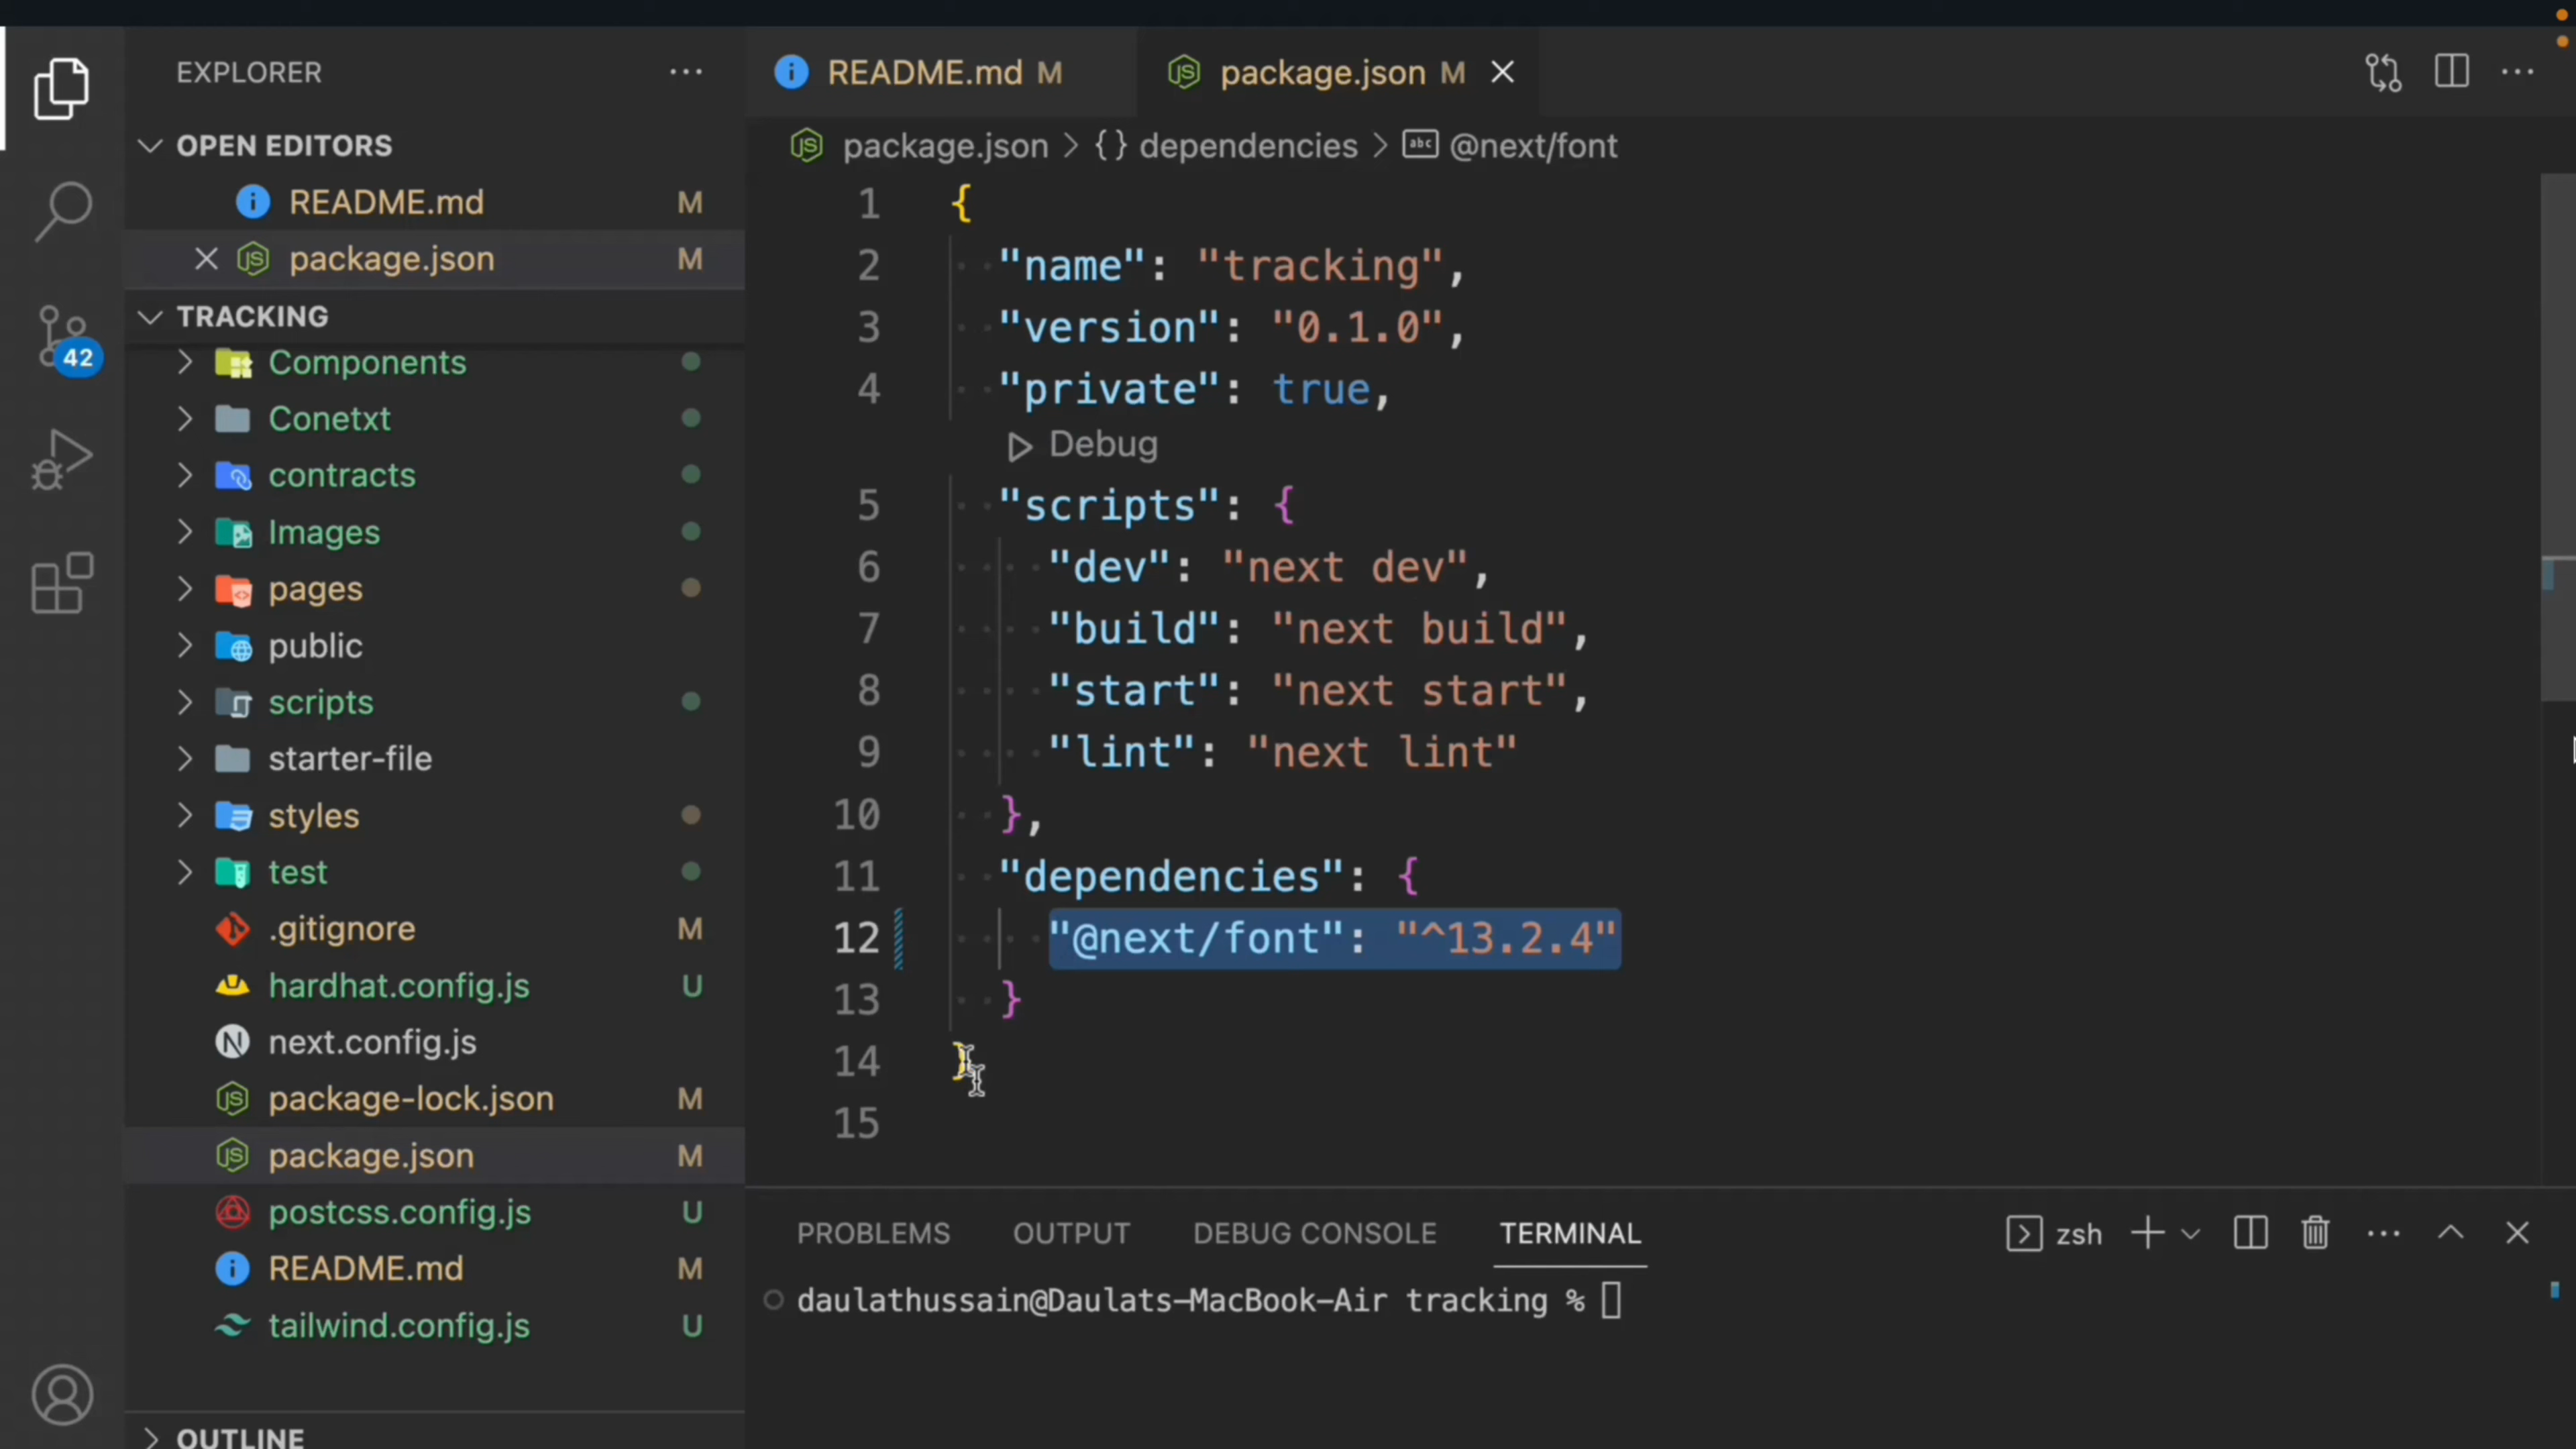 EXPLORER
OPEN EDITORS
README.md M
package.json M
TRACKING
Components
Conetxt
contracts
Images
pages
public
scripts
starter-file
styles
test
.gitignore M
hardhat.config.js U
next.config.js
package-lock.json M
package.json M
postcss.config.js U
README.md M
tailwind.config.js U
OUTLINE
42
README.md M
package.json M
package.json > {} dependencies > abc @next/font
1 {
2 "name": "tracking",
3 "version": "0.1.0",
4 "private": true,
Debug
5 "scripts": {
6 "dev": "next dev",
7 "build": "next build",
8 "start": "next start",
9 "lint": "next lint"
10 },
11 "dependencies": {
12 "@next/font": "^13.2.4"
13 }
14 }
15
PROBLEMS OUTPUT DEBUG CONSOLE TERMINAL
zsh
daulathussain@Daulats-MacBook-Air tracking %